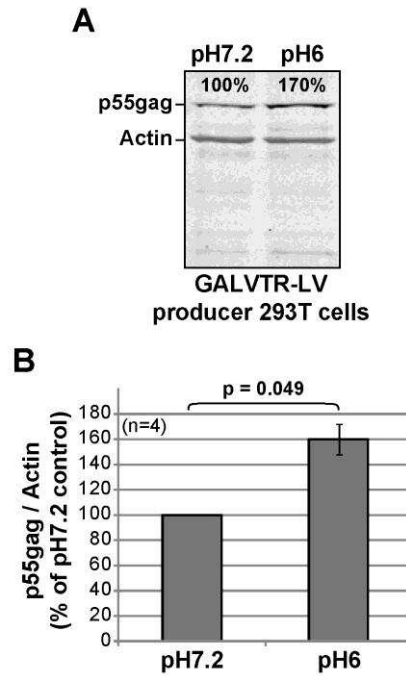 A
pH7.2 pH6
100% 170%
p55gag
Actin
GALVTR-LV
producer 293T cells
B
p = 0.049
(n=4)
p55gag / Actin
(% of pH7.2 control)
180
160
140
120
100
80
60
40
20
0
pH7.2 pH6